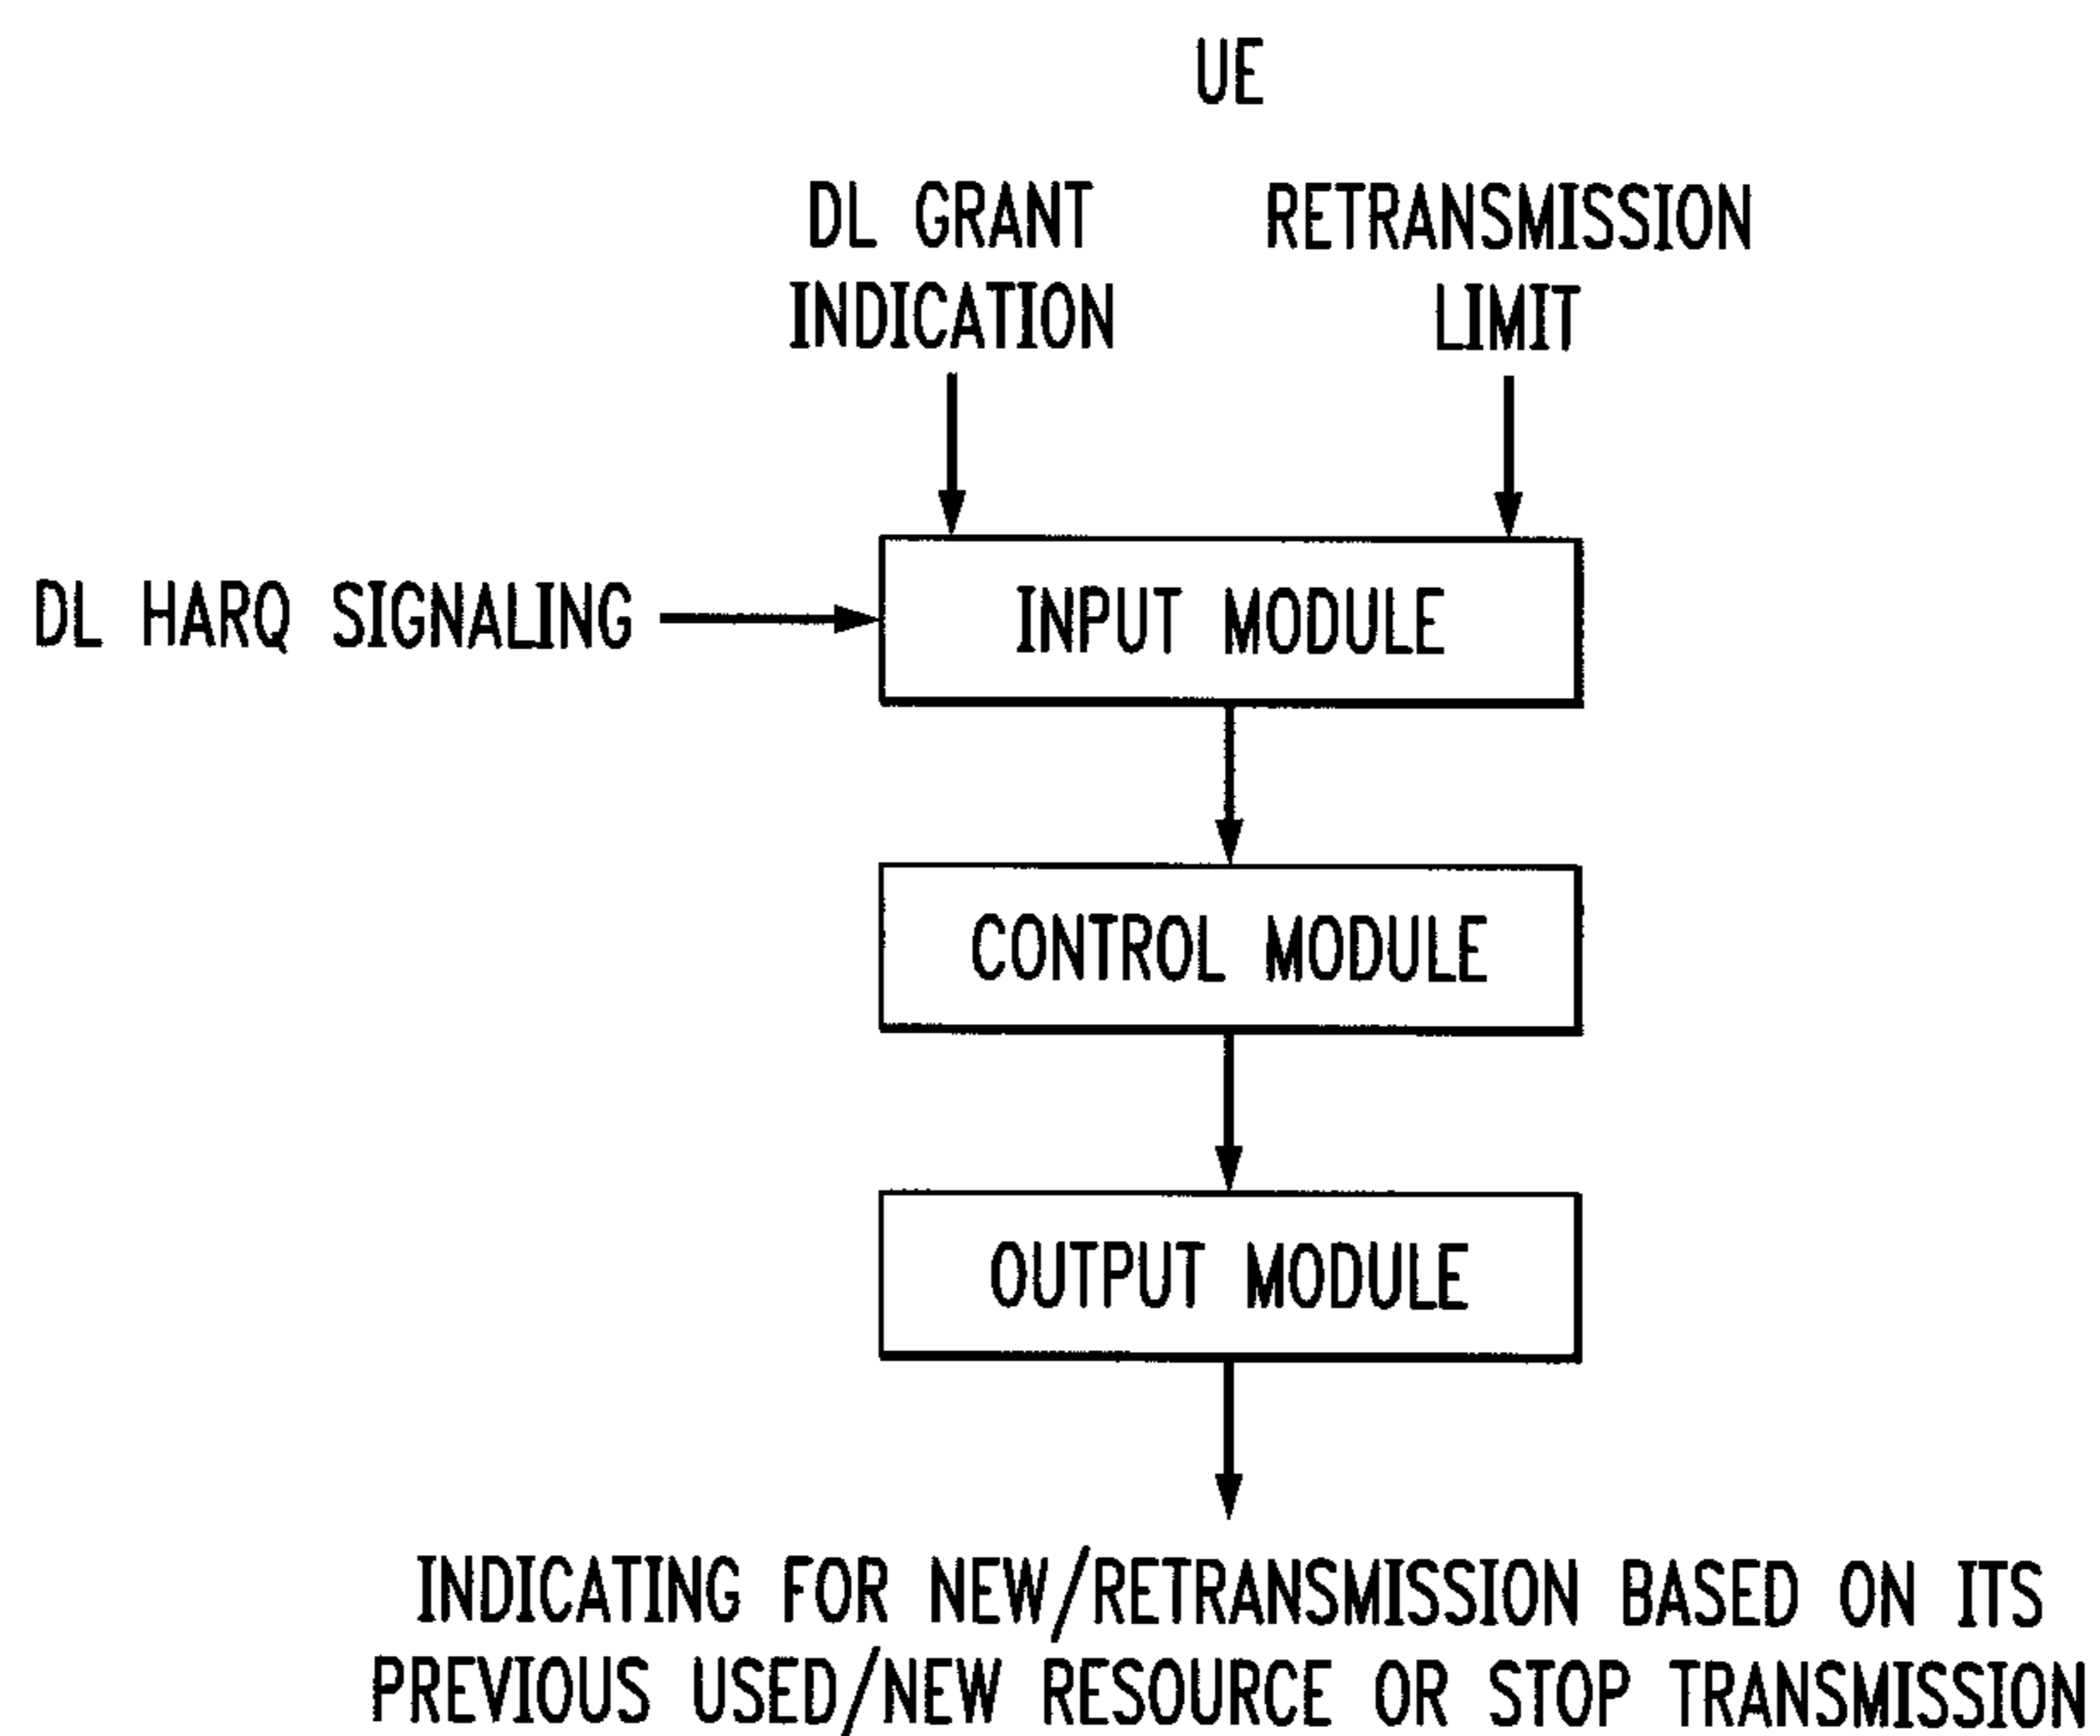 UE
DL GRANT
INDICATION
RETRANSMISSION
LIMIT
DL HARQ SIGNALING
INPUT MODULE
CONTROL MODULE
OUTPUT MODULE
INDICATING FOR NEW/RETRANSMISSION BASED ON ITS
PREVIOUS USED/NEW RESOURCE OR STOP TRANSMISSION